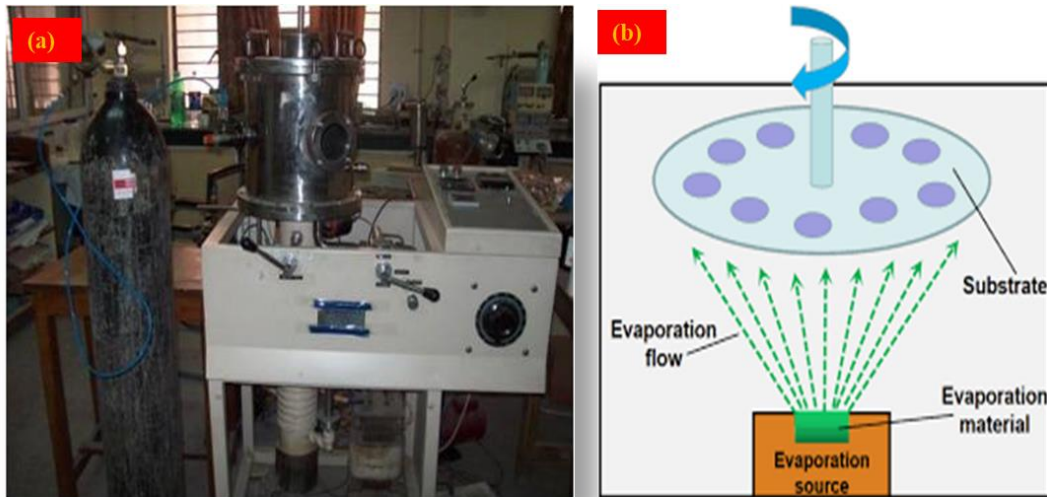 (a)
(b)
Substrate
Evaporation
flow
Evaporation
material
Evaporation
source